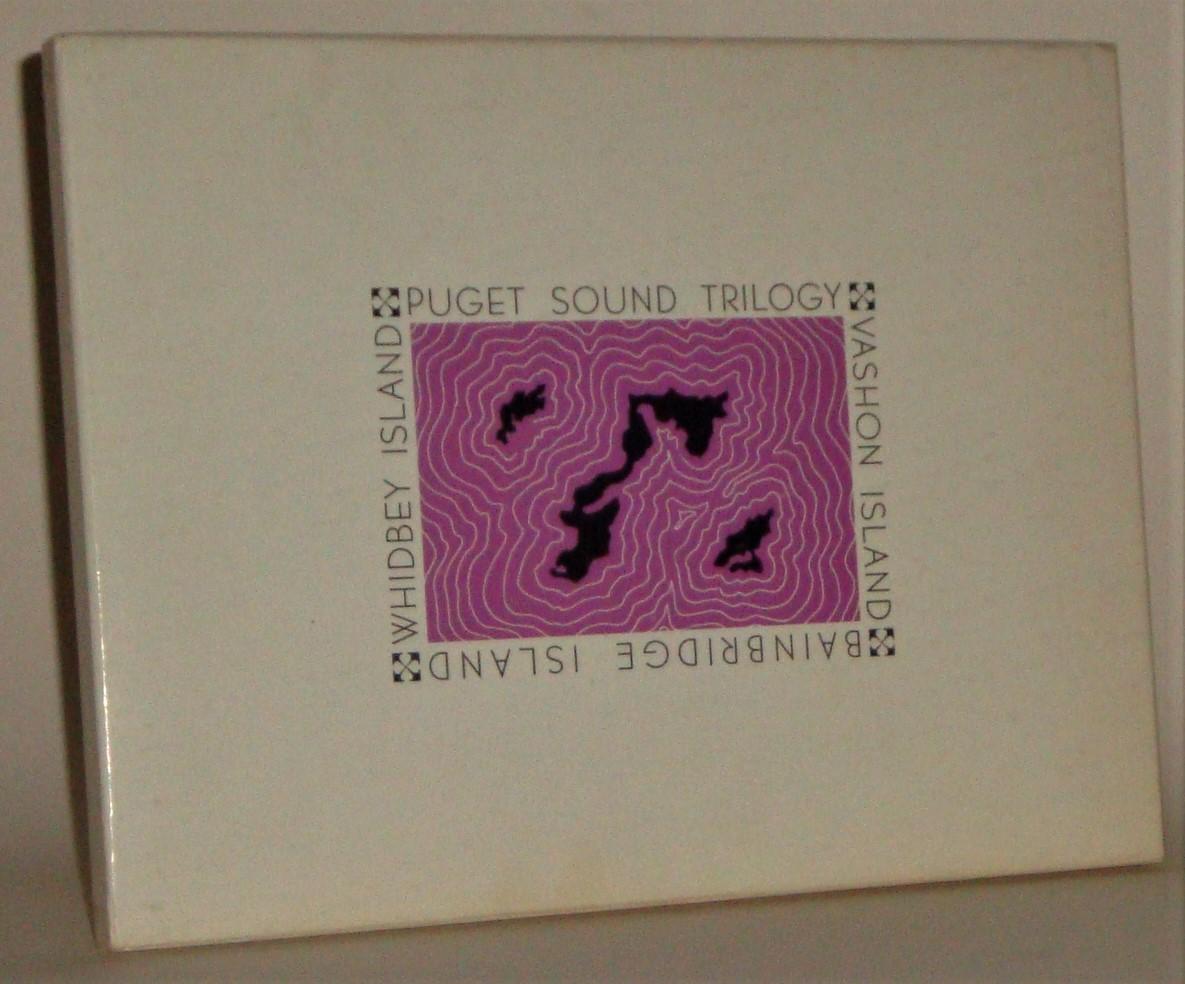 PUGET SOUND TRILOGY
VASHON ISLAND
BAINBRIDGE ISLAND
WHIDBEY ISLAND